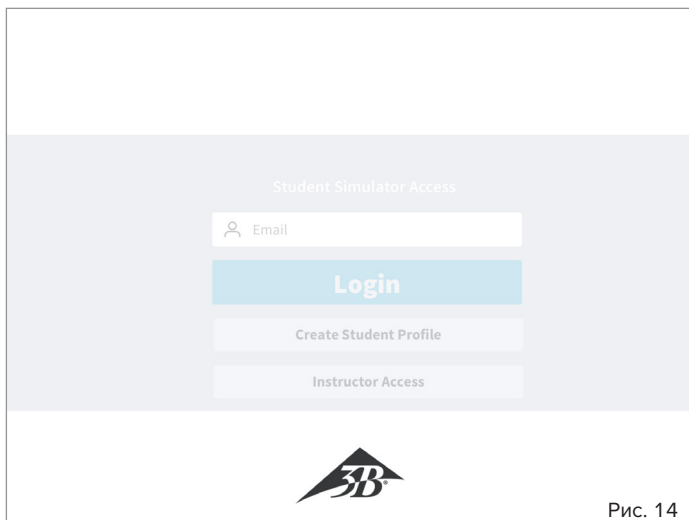 Student Simulator Access
Email
Login
Create Student Profile
Instructor Access
3B®
Рис. 14